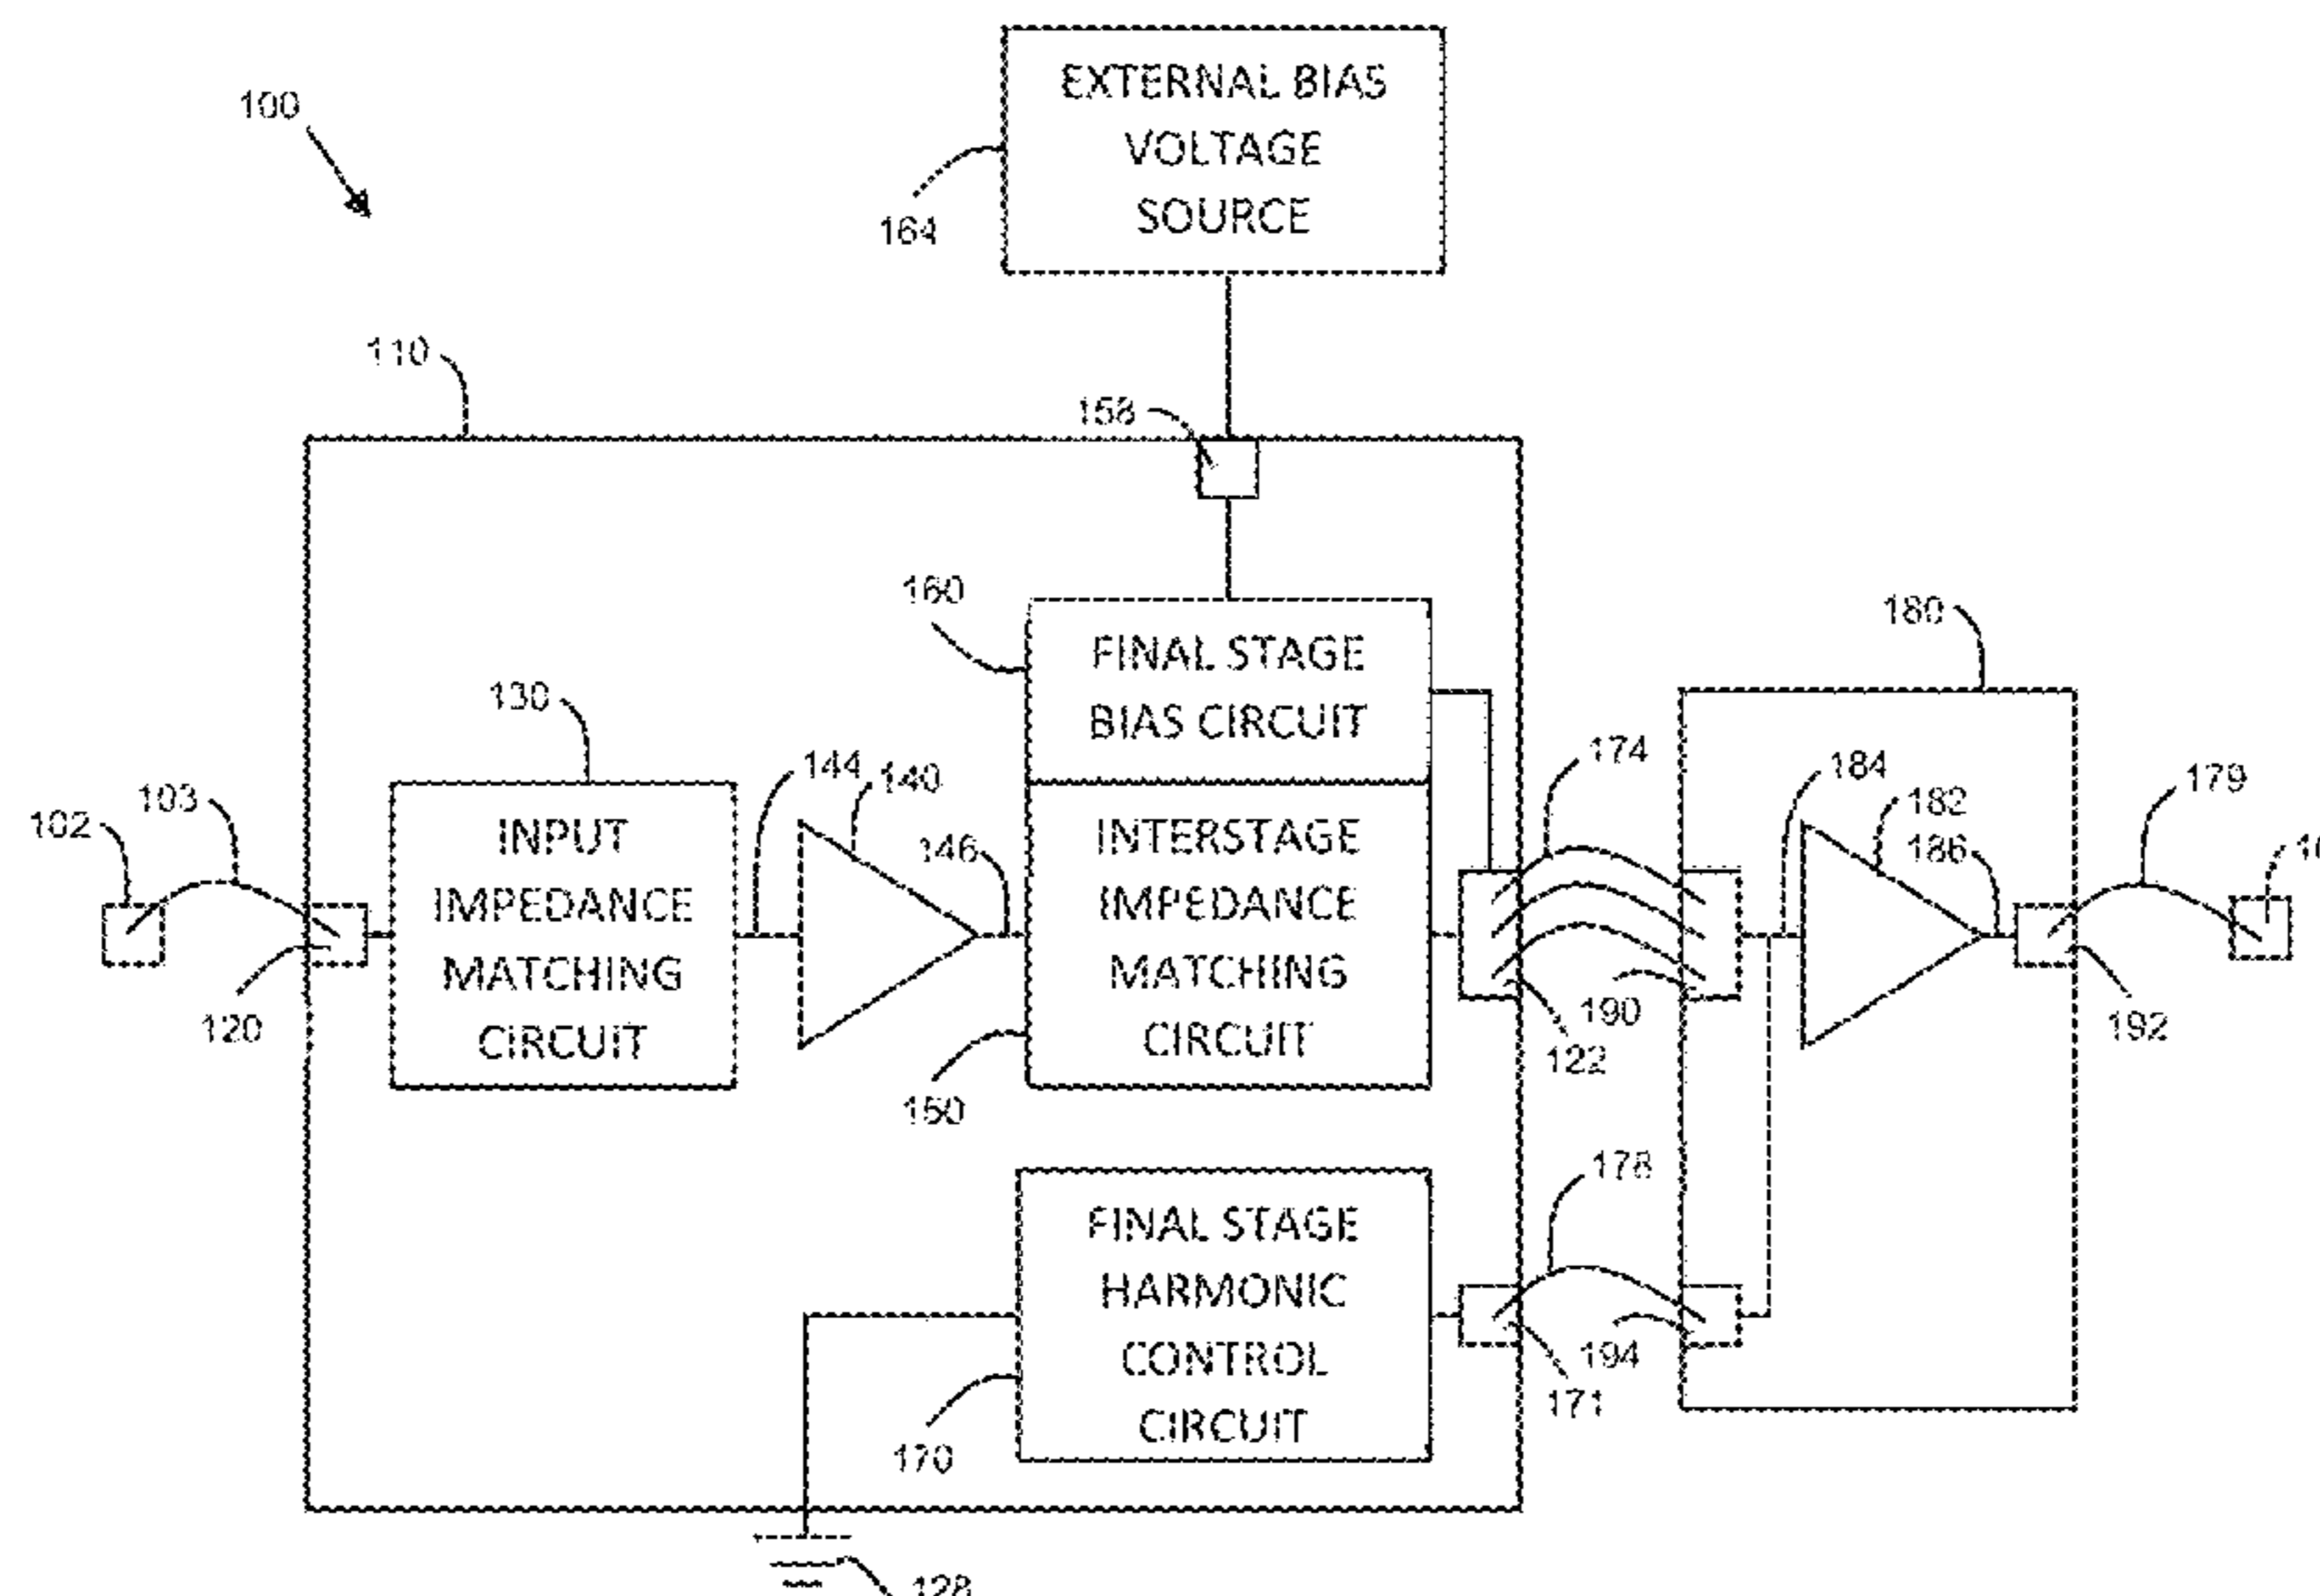 100
EXTERNAL BIAS
VOLTAGE
SOURCE
164
110
158
160
FINAL STAGE
BIAS CIRCUIT
180
130
174
144
140
184
182
179
102
103
INPUT
IMPEDANCE
MATCHING
CIRCUIT
146
INTERSTAGE
IMPEDANCE
MATCHING
CIRCUIT
186
120
190
192
122
150
178
FINAL STAGE
HARMONIC
CONTROL
CIRCUIT
194
171
170
128